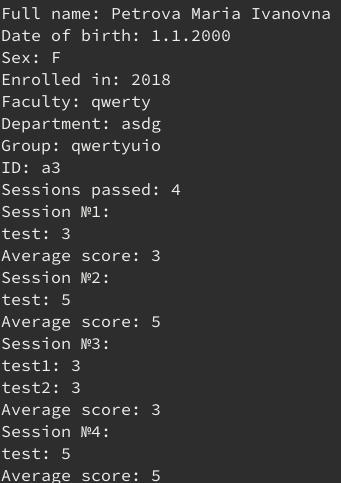 Full name: Petrova Maria Ivanovna
Date of birth: 1.1.2000
Sex: F
Enrolled in: 2018
Faculty: qwerty
Department: asdg
Group: qwertyuio
ID: a3
Sessions passed: 4
Session №1:
test: 3
Average score: 3
Session №2:
test: 5
Average score: 5
Session №3:
test1: 3
test2: 3
Average score: 3
Session №4:
test: 5
Average score: 5